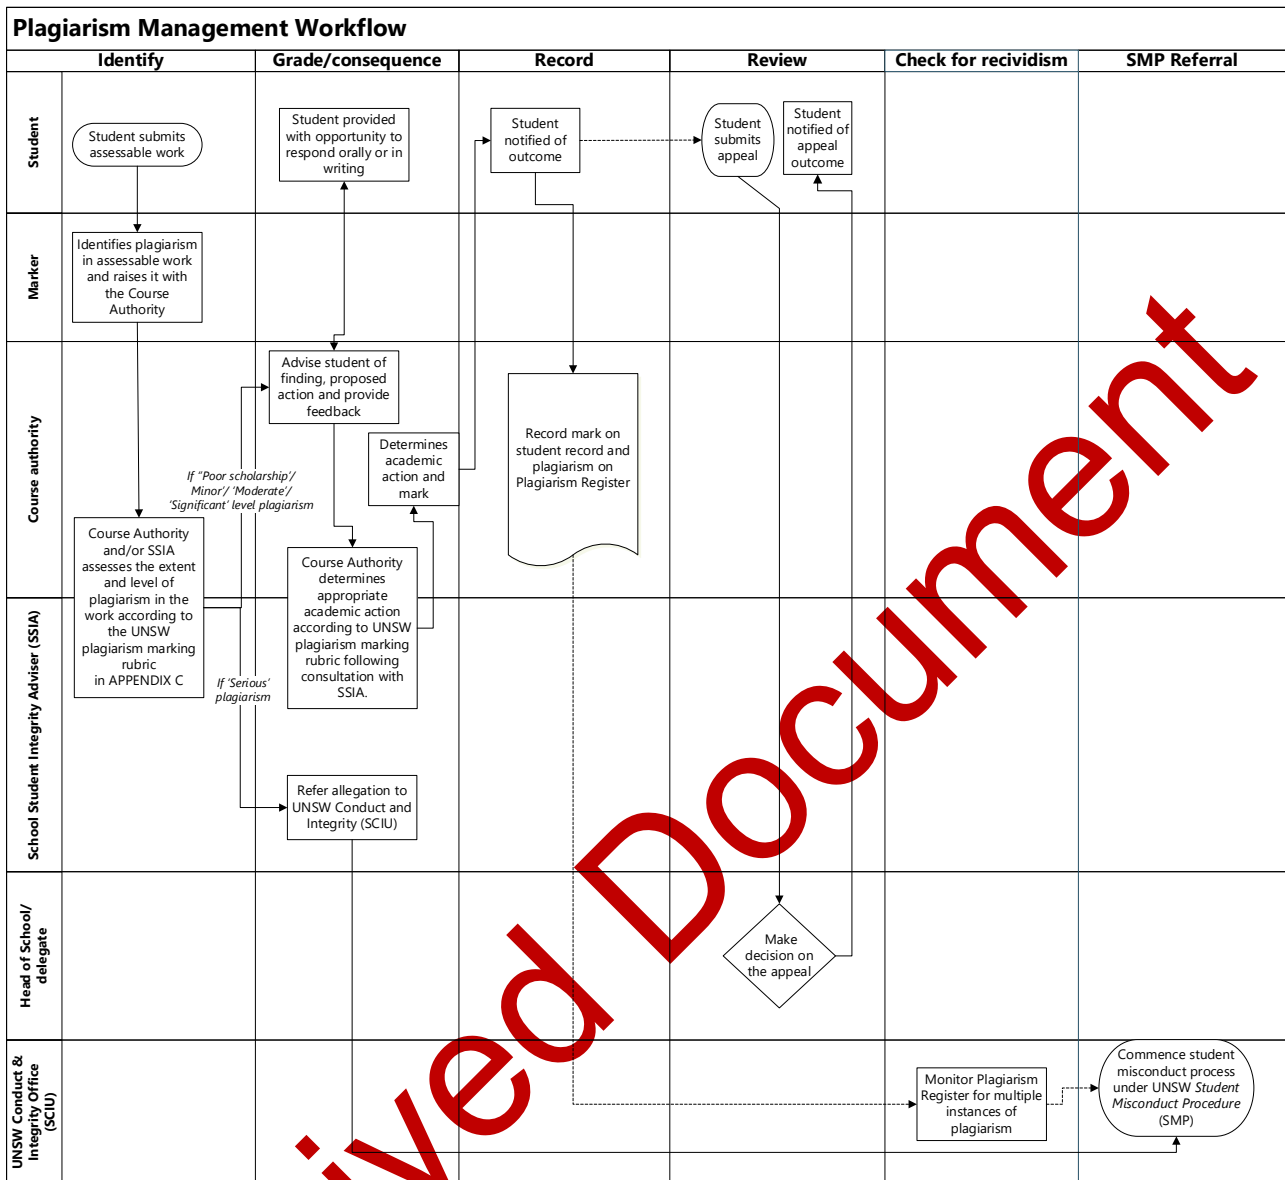 Plagiarism Management Workflow
Identify
Grade/consequence
Record
Review
Check for recividism
SMP Referral
Student
Student submits
assessable work
Student provided
with opportunity to
respond orally or in
writing
Student
notified of
outcome
Student
submits
appeal
Student
notified of
appeal
outcome
Marker
Identifies plagiarism
in assessable work
and raises it with
the Course
Authority
Course authority
Advise student of
finding, proposed
action and provide
feedback
Determines
academic
action and
mark
Record mark on
student record and
plagiarism on
Plagiarism Register
If "Poor scholarship'/
Minor'/ 'Moderate'/
'Significant' level plagiarism
Course Authority
and/or SSIA
assesses the extent
and level of
plagiarism in the
work according to
the UNSW
plagiarism marking
rubric
in APPENDIX C
Course Authority
determines
appropriate
academic action
according to UNSW
plagiarism marking
rubric following
consultation with
SSIA.
School Student Integrity Adviser (SSIA)
If 'Serious'
plagiarism
Refer allegation to
UNSW Conduct and
Integrity (SCIU)
Head of School/
delegate
Make
decision on
the appeal
UNSW Conduct &
Integrity Office
(SCIU)
Monitor Plagiarism
Register for multiple
instances of
plagiarism
Commence student
misconduct process
under UNSW Student
Misconduct Procedure
(SMP)
ived Document